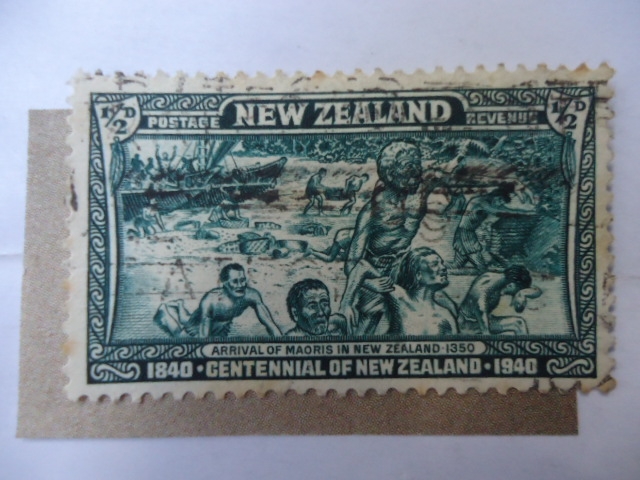 1/2D POSTAGE NEW ZEALAND REVENUE 1/2D
ARRIVAL OF MAORIS IN NEW ZEALAND·1350
1840 · CENTENNIAL OF NEW ZEALAND · 1940